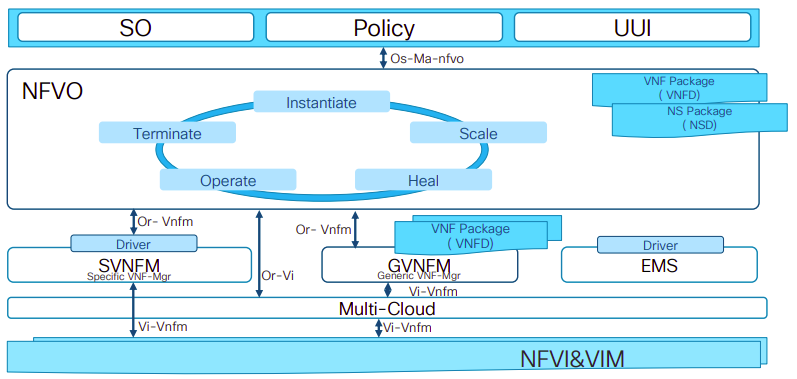 SO
Policy
UUI
Os-Ma-nfvo
NFVO
VNF Package
( VNFD)
NS Package
( NSD)
Instantiate
Terminate
Scale
Operate
Heal
Or- Vnfm
Or-Vi
Or- Vnfm
VNF Package
( VNFD)
Driver
SVNFM
Specific VNF-Mgr
GVNFM
Generic VNF-Mgr
Driver
EMS
Vi-Vnfm
Multi-Cloud
Vi-Vnfm
Vi-Vnfm
NFVI&VIM